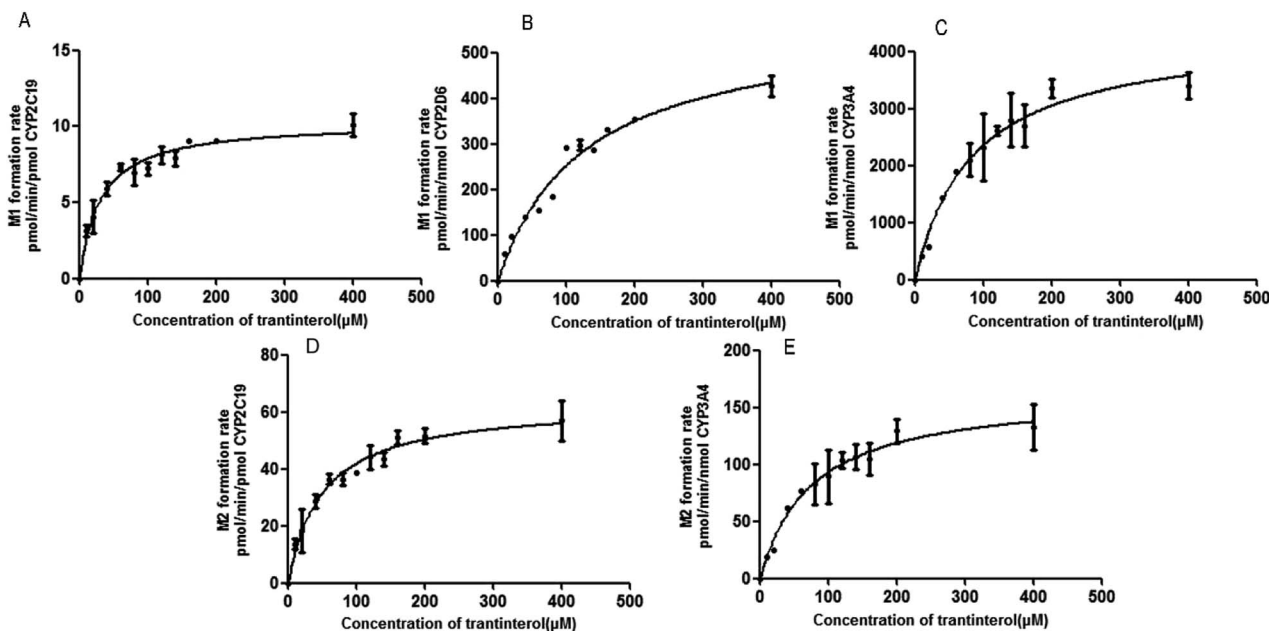 A
M1 formation rate
pmol/min/pmol CYP2C19
15
10
5
0
0 100 200 300 400 500
Concentration of trantinterol(µM)
B
M1 formation rate
pmol/min/nmol CYP2D6
500
400
300
200
100
0
0 100 200 300 400 500
Concentration of trantinterol(µM)
C
M1 formation rate
pmol/min/nmol CYP3A4
4000
3000
2000
1000
0
0 100 200 300 400 500
Concentration of trantinterol(µM)
D
M2 formation rate
pmol/min/pmol CYP2C19
80
60
40
20
0
0 100 200 300 400 500
Concentration of trantinterol(µM)
E
M2 formation rate
pmol/min/nmol CYP3A4
200
150
100
50
0
0 100 200 300 400 500
Concentration of trantinterol(µM)